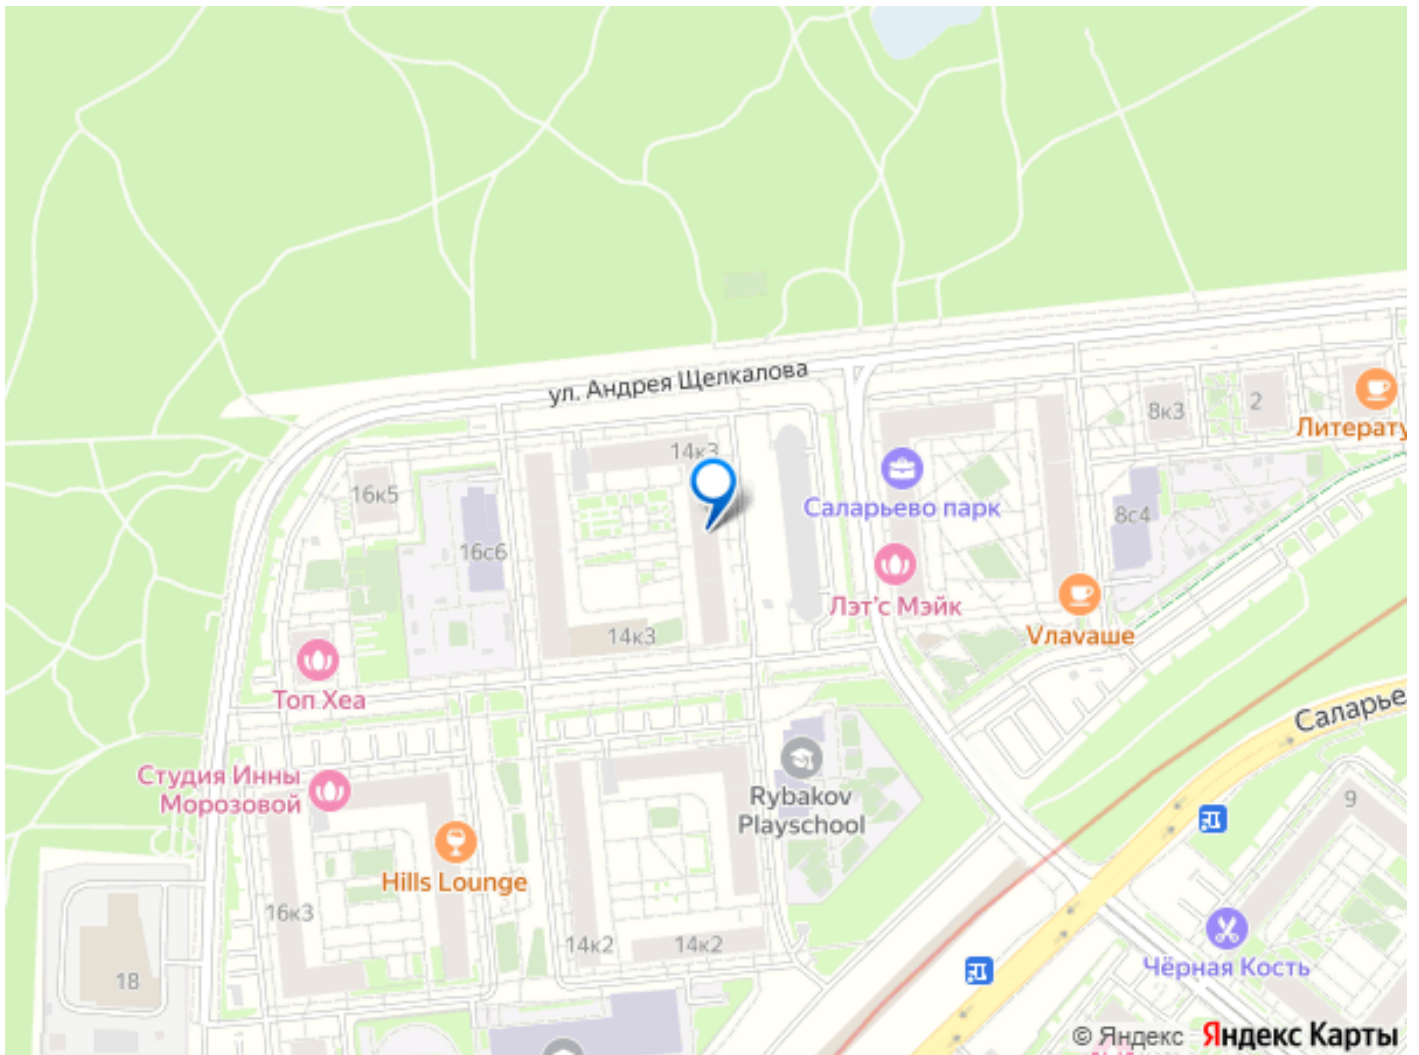 ул. Андрея Щелкалова
8к3
2
Литерату
14к3
16к5
Саларьево парк
8с4
16с6
Лэт'с Мэйк
14к3
Vлаvаше
Топ Хеа
Саларье
Студия Инны
Морозовой
Rybakov
Playschool
9
Hills Lounge
16к3
14к2
14к2
18
Чёрная Кость
© Яндекс Яндекс Карты